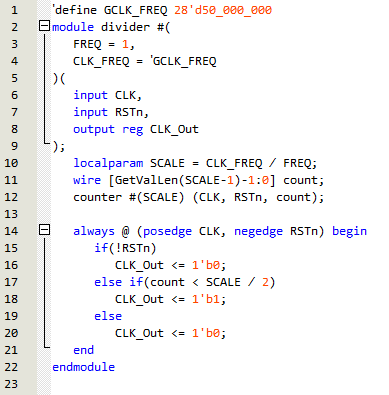 1 'define GCLK_FREQ 28'd50_000_000
2 module divider #(
3 FREQ = 1,
4 CLK_FREQ = 'GCLK_FREQ
5 )(
6 input CLK,
7 input RSTn,
8 output reg CLK_Out
9 );
10 localparam SCALE = CLK_FREQ / FREQ;
11 wire [GetValLen(SCALE-1)-1:0] count;
12 counter #(SCALE) (CLK, RSTn, count);
13
14 always @ (posedge CLK, negedge RSTn) begin
15 if(!RSTn)
16 CLK_Out <= 1'b0;
17 else if(count < SCALE / 2)
18 CLK_Out <= 1'b1;
19 else
20 CLK_Out <= 1'b0;
21 end
22 endmodule
23